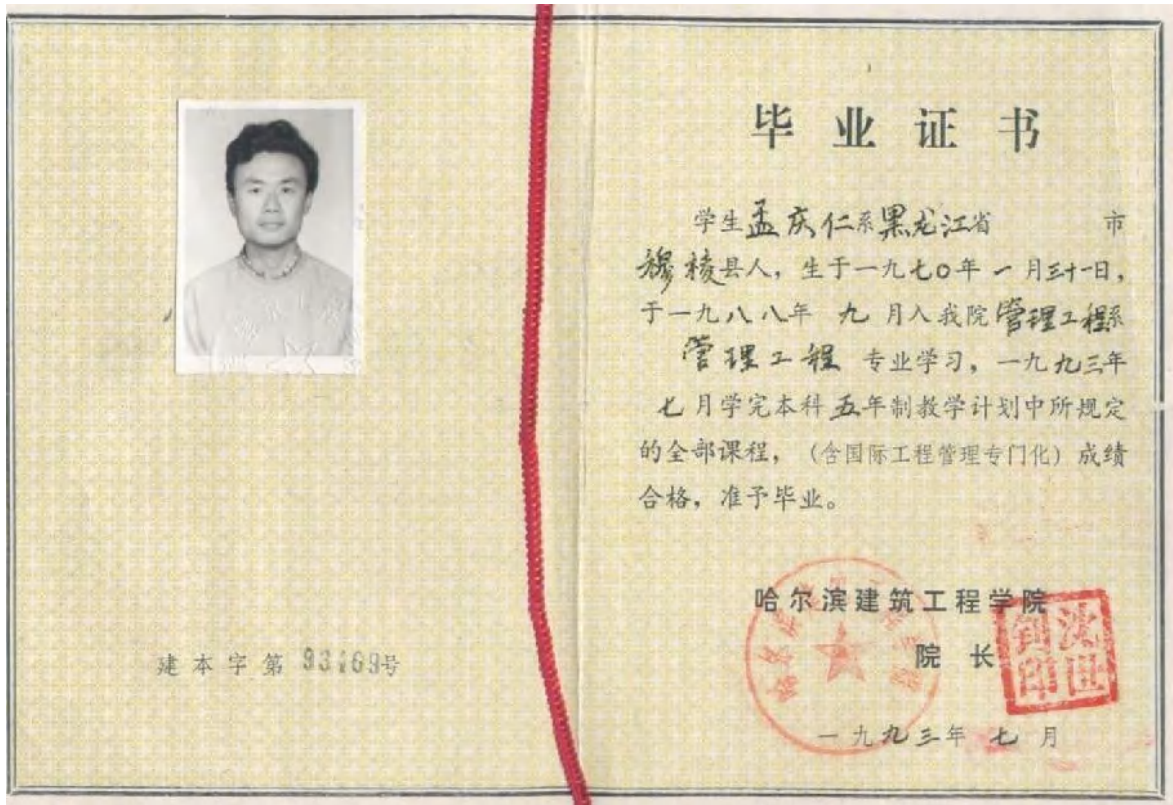 毕业证书
学生孟庆仁系黑龙江省 市
穆棱县人，生于一九七〇年一月三十一日，
于一九八八年 九 月入我院管理工程系
管理工程 专业学习，一九九三年
七月学完本科五年制教学计划中所规定
的全部课程，（含国际工程管理专门化）成绩
合格，准予毕业。
哈尔滨建筑工程学院
院 长
沈世
钊印
一九九三年 七 月
建本字第 93169号